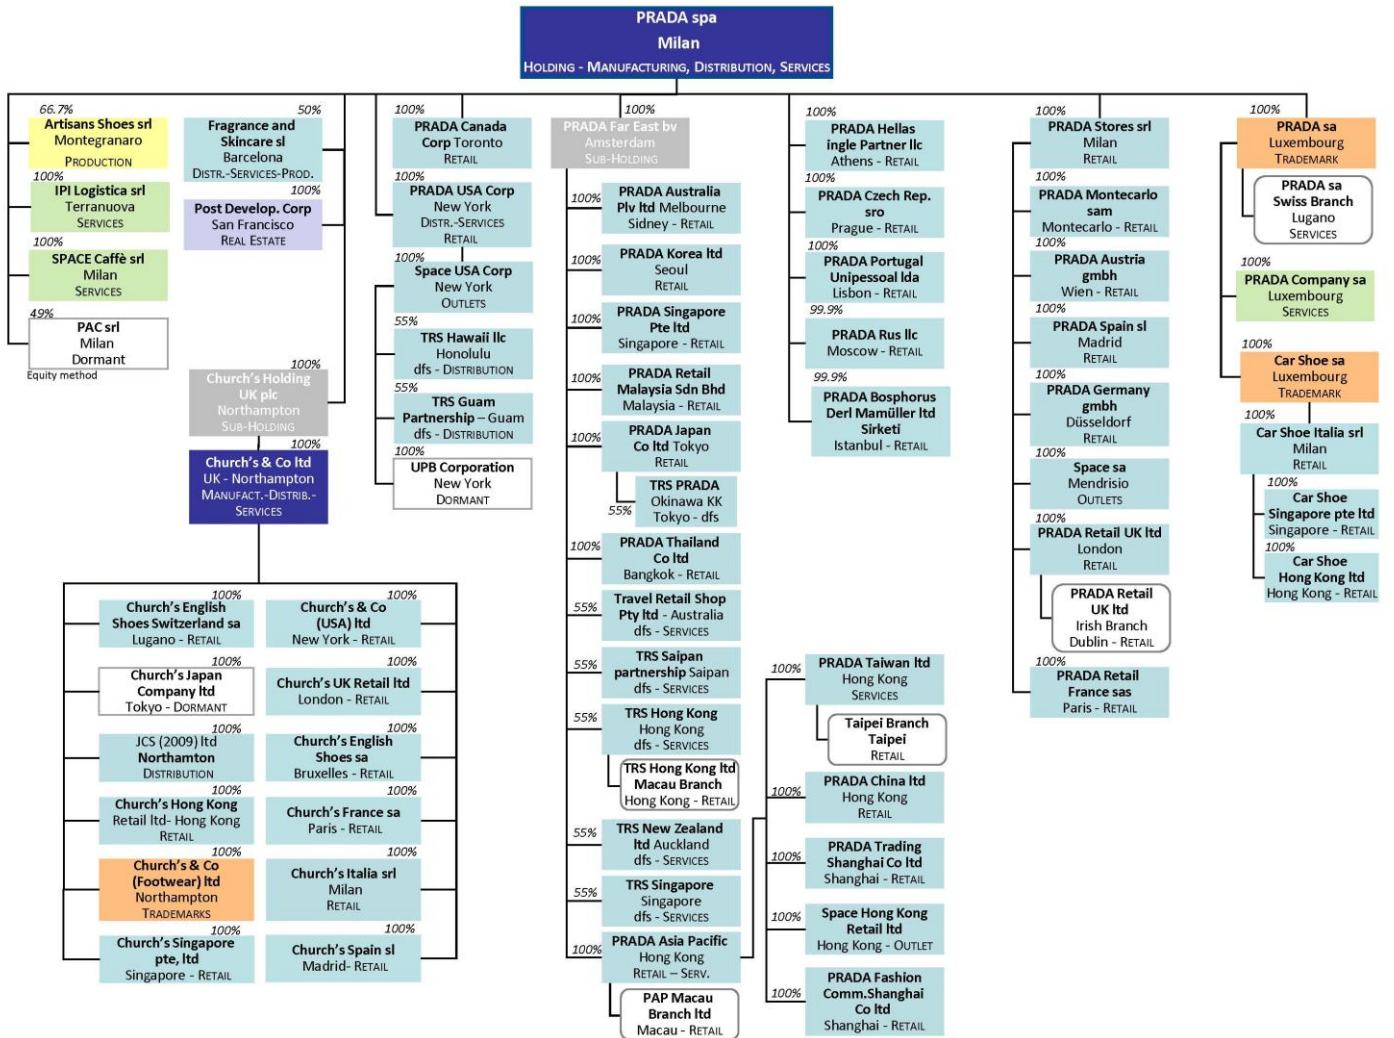 PRADA spa
Milan
HOLDING - MANUFACTURING, DISTRIBUTION, SERVICES
66.7%
Artisans Shoes srl
Montegranaro
PRODUCTION
100%
IPI Logistica srl
Terranuova
SERVICES
100%
SPACE Caffè srl
Milan
SERVICES
49%
PAC srl
Milan
Dormant
Equity method
50%
Fragrance and
Skincare sl
Barcelona
DISTR.-SERVICES-PROD.
100%
Post Develop. Corp
San Francisco
REAL ESTATE
100%
Church's Holding
UK plc
Northampton
SUB-HOLDING
100%
Church's & Co ltd
UK - Northampton
MANUFACT.-DISTRIB.-
SERVICES
100%
Church's English
Shoes Switzerland sa
Lugano - RETAIL
100%
Church's Japan
Company ltd
Tokyo - DORMANT
100%
JCS (2009) ltd
Northamton
DISTRIBUTION
100%
Church's Hong Kong
Retail ltd- Hong Kong
RETAIL
100%
Church's & Co
(Footwear) ltd
Northampton
TRADEMARKS
100%
Church's Singapore
pte, ltd
Singapore - RETAIL
100%
Church's & Co
(USA) ltd
New York - RETAIL
100%
Church's UK Retail ltd
London - RETAIL
100%
Church's English
Shoes sa
Bruxelles - RETAIL
100%
Church's France sa
Paris - RETAIL
100%
Church's Italia srl
Milan
RETAIL
100%
Church's Spain sl
Madrid- RETAIL
100%
PRADA Canada
Corp Toronto
RETAIL
100%
PRADA USA Corp
New York
DISTR.-SERVICES
RETAIL
100%
Space USA Corp
New York
OUTLETS
55%
TRS Hawaii llc
Honolulu
dfs - DISTRIBUTION
55%
TRS Guam
Partnership – Guam
dfs - DISTRIBUTION
100%
UPB Corporation
New York
DORMANT
100%
PRADA Far East bv
Amsterdam
SUB-HOLDING
100%
PRADA Australia
Plv ltd Melbourne
Sidney - RETAIL
100%
PRADA Korea ltd
Seoul
RETAIL
100%
PRADA Singapore
Pte ltd
Singapore - RETAIL
100%
PRADA Retail
Malaysia Sdn Bhd
Malaysia - RETAIL
100%
PRADA Japan
Co ltd Tokyo
RETAIL
55%
TRS PRADA
Okinawa KK
Tokyo - dfs
100%
PRADA Thailand
Co ltd
Bangkok - RETAIL
55%
Travel Retail Shop
Pty ltd - Australia
dfs - SERVICES
55%
TRS Saipan
partnership Saipan
dfs - SERVICES
55%
TRS Hong Kong
Hong Kong
dfs - SERVICES
TRS Hong Kong ltd
Macau Branch
Hong Kong - RETAIL
55%
TRS New Zealand
ltd Auckland
dfs - SERVICES
55%
TRS Singapore
Singapore
dfs - SERVICES
100%
PRADA Asia Pacific
Hong Kong
RETAIL – SERV.
PAP Macau
Branch ltd
Macau - RETAIL
100%
PRADA Taiwan ltd
Hong Kong
SERVICES
Taipei Branch
Taipei
RETAIL
100%
PRADA China ltd
Hong Kong
RETAIL
100%
PRADA Trading
Shanghai Co ltd
Shanghai - RETAIL
100%
Space Hong Kong
Retail ltd
Hong Kong - OUTLET
100%
PRADA Fashion
Comm.Shanghai
Co ltd
Shanghai - RETAIL
100%
PRADA Hellas
ingle Partner llc
Athens - RETAIL
100%
PRADA Czech Rep.
sro
Prague - RETAIL
100%
PRADA Portugal
Unipessoal lda
Lisbon - RETAIL
99.9%
PRADA Rus llc
Moscow - RETAIL
99.9%
PRADA Bosphorus
Derl Mamüller ltd
Sirketi
Istanbul - RETAIL
100%
PRADA Stores srl
Milan
RETAIL
100%
PRADA Montecarlo
sam
Montecarlo - RETAIL
100%
PRADA Austria
gmbh
Wien - RETAIL
100%
PRADA Spain sl
Madrid
RETAIL
100%
PRADA Germany
gmbh
Düsseldorf
RETAIL
100%
Space sa
Mendrisio
OUTLETS
100%
PRADA Retail UK ltd
London
RETAIL
PRADA Retail
UK ltd
Irish Branch
Dublin - RETAIL
100%
PRADA Retail
France sas
Paris - RETAIL
100%
PRADA sa
Luxembourg
TRADEMARK
PRADA sa
Swiss Branch
Lugano
SERVICES
100%
PRADA Company sa
Luxembourg
SERVICES
100%
Car Shoe sa
Luxembourg
TRADEMARK
100%
Car Shoe Italia srl
Milan
RETAIL
100%
Car Shoe
Singapore pte ltd
Singapore - RETAIL
100%
Car Shoe
Hong Kong ltd
Hong Kong - RETAIL